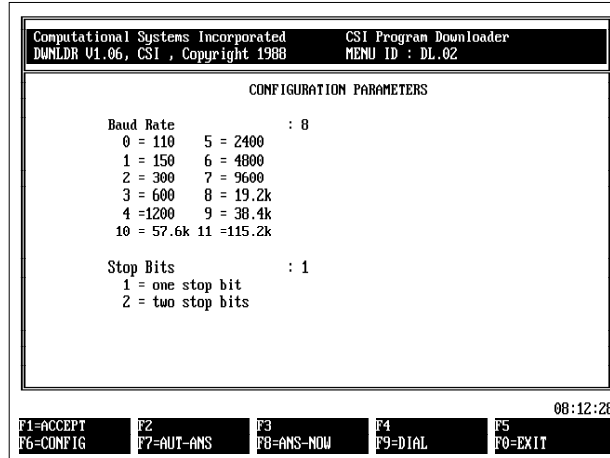 Computational Systems Incorporated CSI Program Downloader
DWNLDR V1.06, CSI , Copyright 1988 MENU ID : DL.02
CONFIGURATION PARAMETERS
Baud Rate : 8
0 = 110 5 = 2400
1 = 150 6 = 4800
2 = 300 7 = 9600
3 = 600 8 = 19.2k
4 =1200 9 = 38.4k
10 = 57.6k 11 =115.2k
Stop Bits : 1
1 = one stop bit
2 = two stop bits
08:12:28
F1=ACCEPT F2 F3 F4 F5
F6=CONFIG F7=AUT-ANS F8=ANS-NOW F9=DIAL F0=EXIT